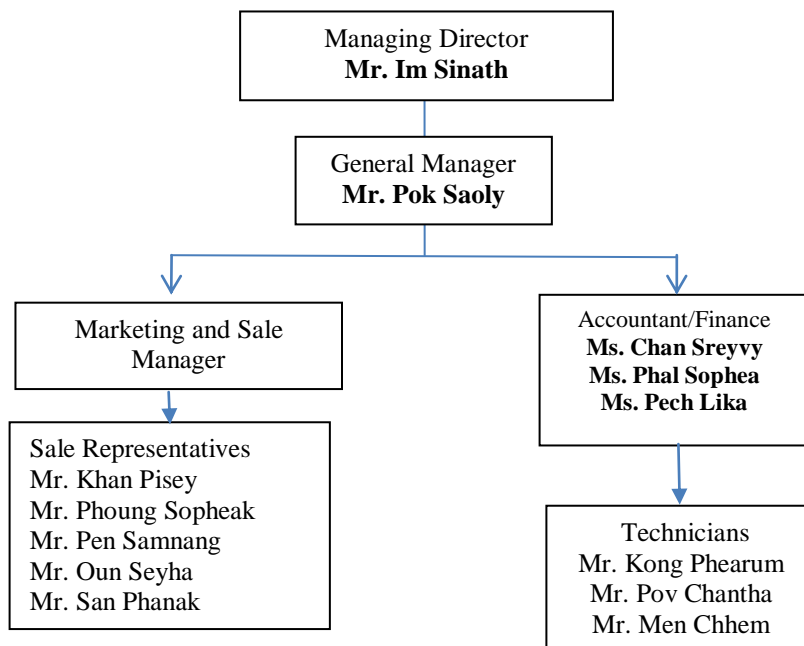 Managing Director
Mr. Im Sinath
General Manager
Mr. Pok Saoly
Marketing and Sale
Manager
Accountant/Finance
Ms. Chan Sreyvy
Ms. Phal Sophea
Ms. Pech Lika
Sale Representatives
Mr. Khan Pisey
Mr. Phoung Sopheak
Mr. Pen Samnang
Mr. Oun Seyha
Mr. San Phanak
Technicians
Mr. Kong Phearum
Mr. Pov Chantha
Mr. Men Chhem